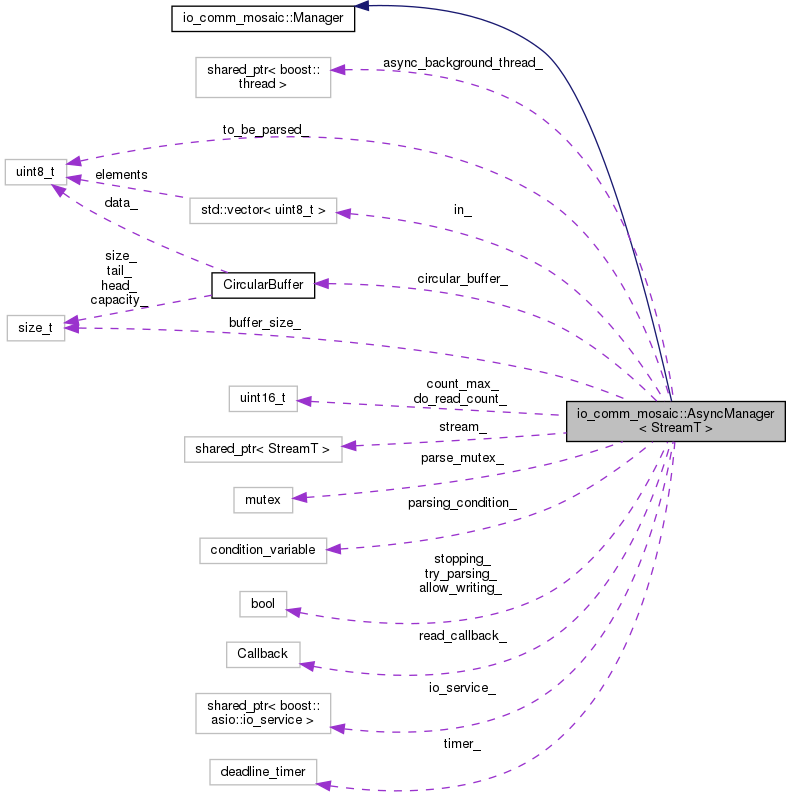 io_comm_mosaic::Manager
shared_ptr< boost::
thread >
async_background_thread_
to_be_parsed_
uint8_t
elements
data_
std::vector< uint8_t >
in_
size_
tail_
head_
capacity_
CircularBuffer
circular_buffer_
size_t
buffer_size_
uint16_t
count_max_
do_read_count_
io_comm_mosaic::AsyncManager
< StreamT >
shared_ptr< StreamT >
stream_
parse_mutex_
mutex
parsing_condition_
condition_variable
stopping_
try_parsing_
allow_writing_
bool
read_callback_
Callback
io_service_
shared_ptr< boost::
asio::io_service >
timer_
deadline_timer